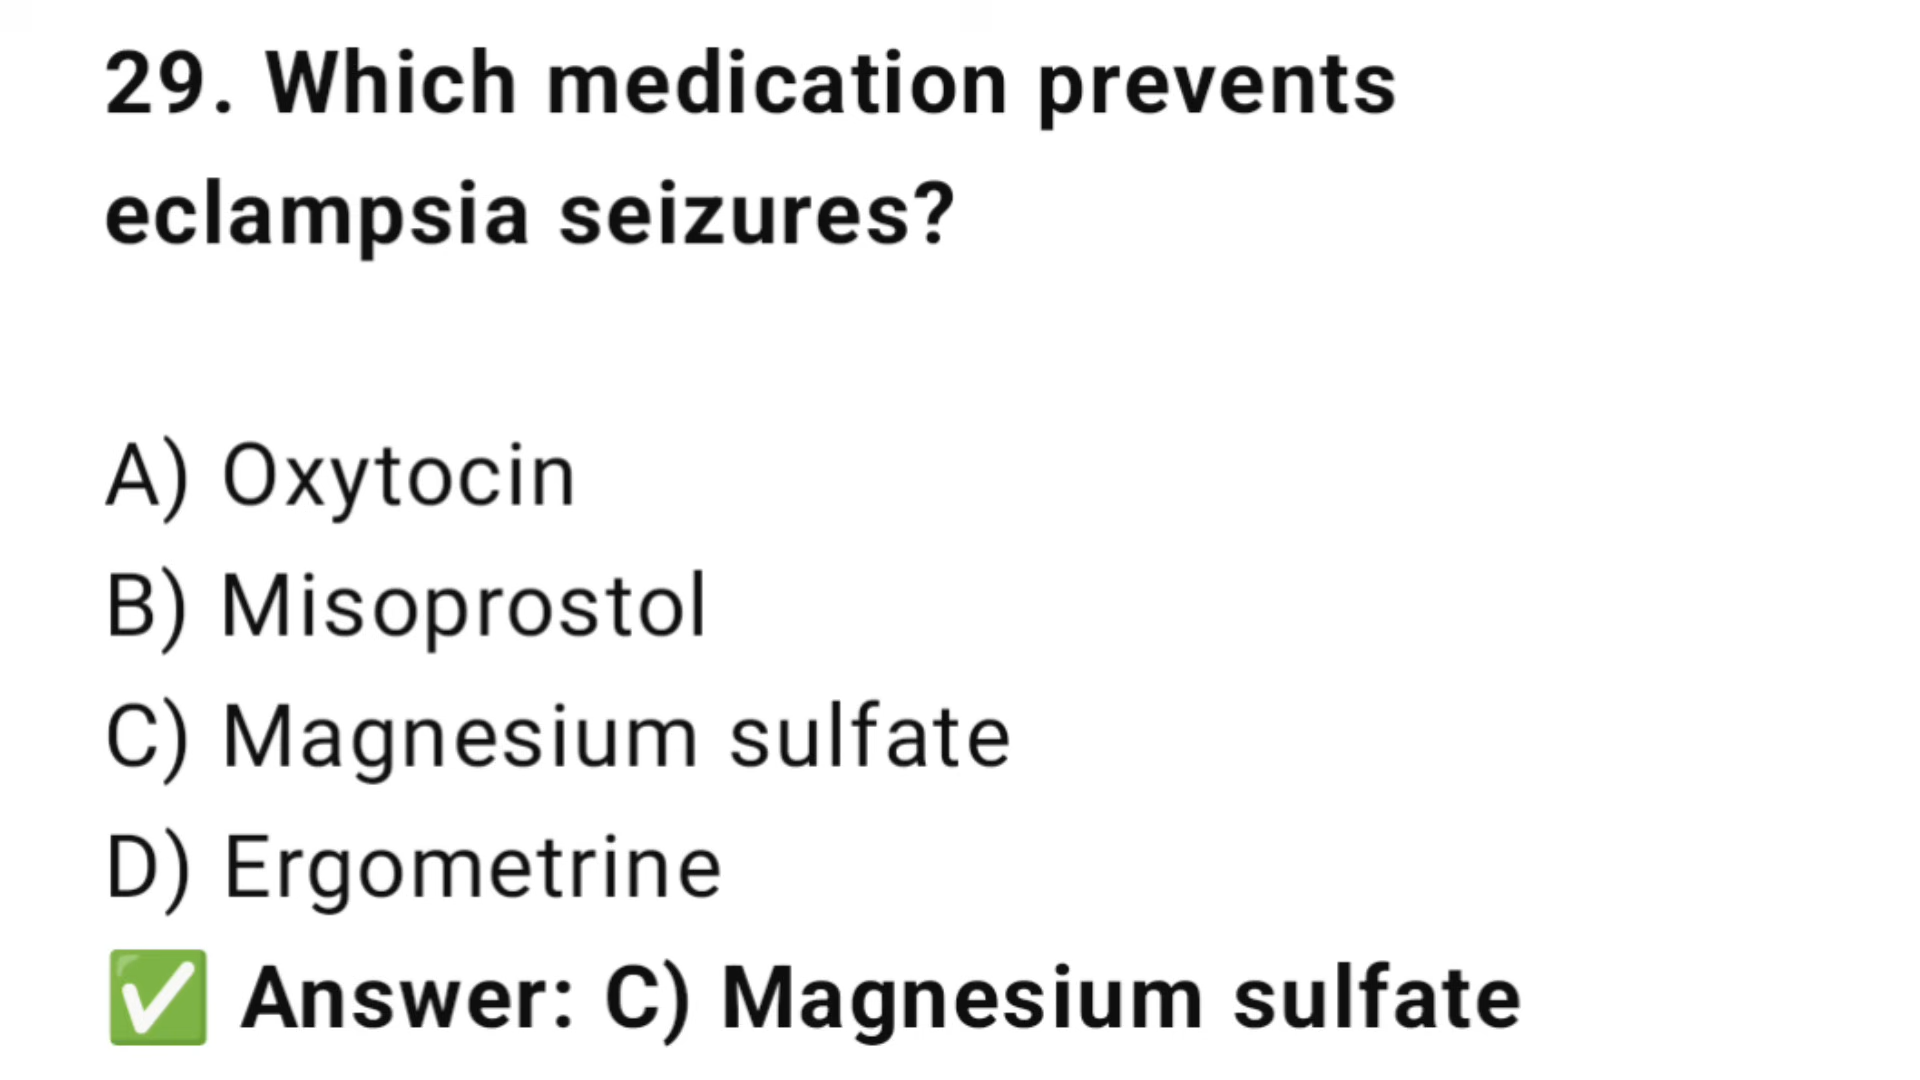 29. Which medication prevents
eclampsia seizures?
A) Oxytocin
B) Misoprostol
C) Magnesium sulfate
D) Ergometrine
✅ Answer: C) Magnesium sulfate